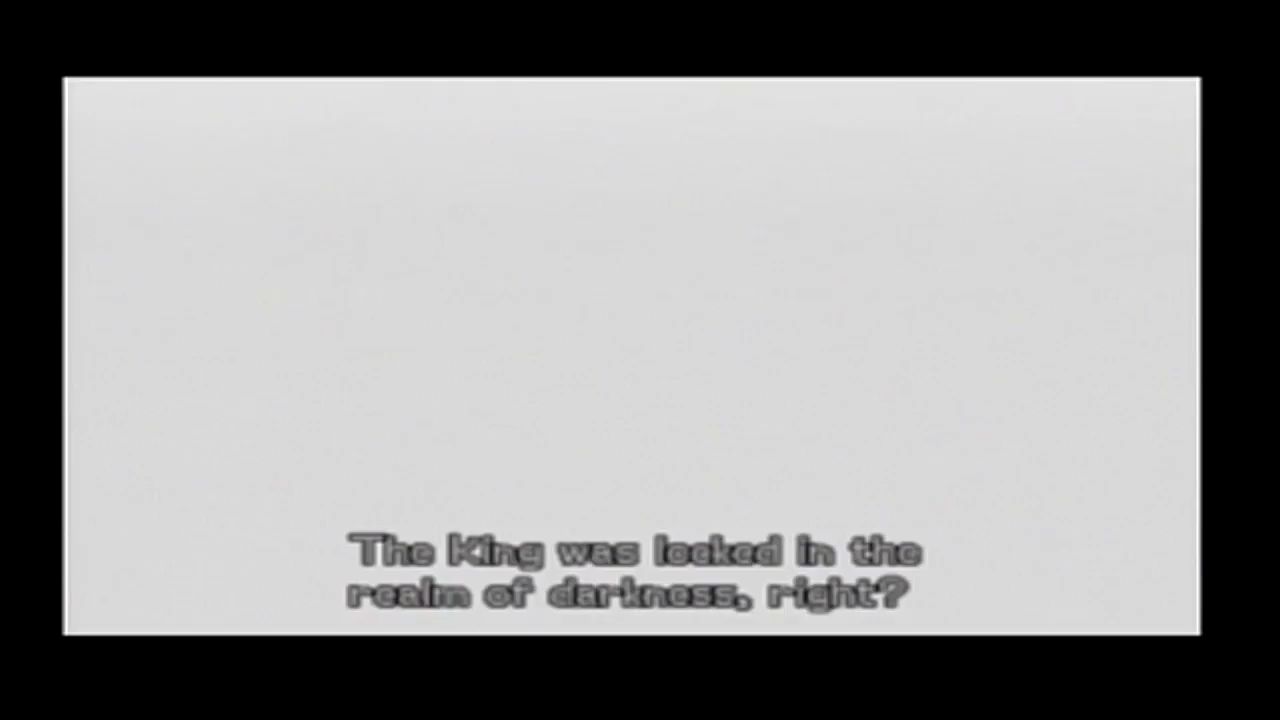 The King was locked in the
realm of darkness, right?